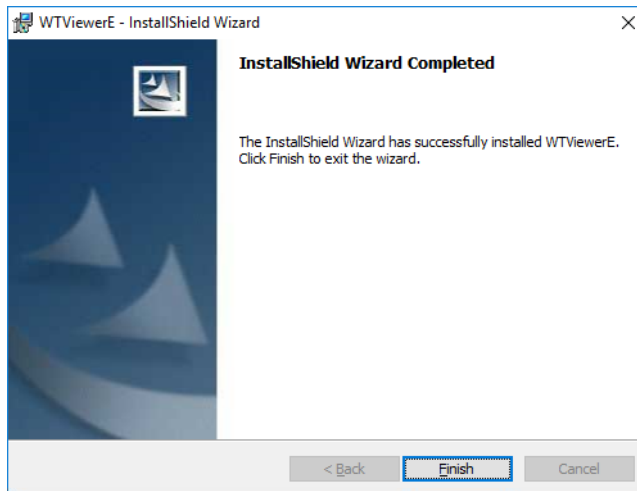 WTViewerE - InstallShield Wizard
InstallShield Wizard Completed
The InstallShield Wizard has successfully installed WTViewerE.
Click Finish to exit the wizard.
< Back Finish Cancel